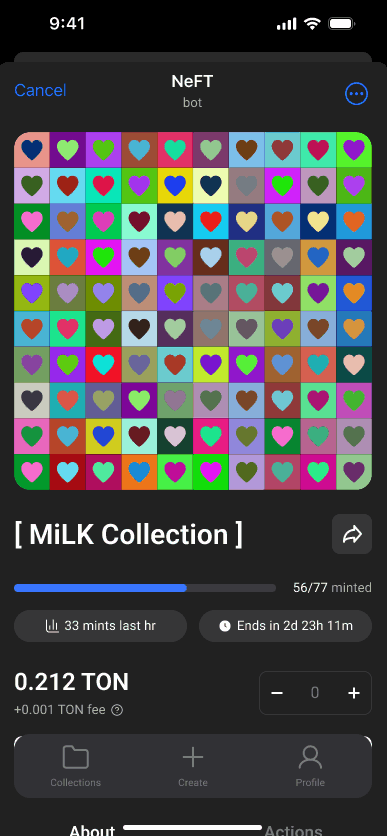 9:41
Cancel
NeFT
bot
[ MiLK Collection ]
56/77 minted
33 mints last hr
Ends in 2d 23h 11m
0.212 TON
+0.001 TON fee
0
Collections
Create
Profile
About
Actions